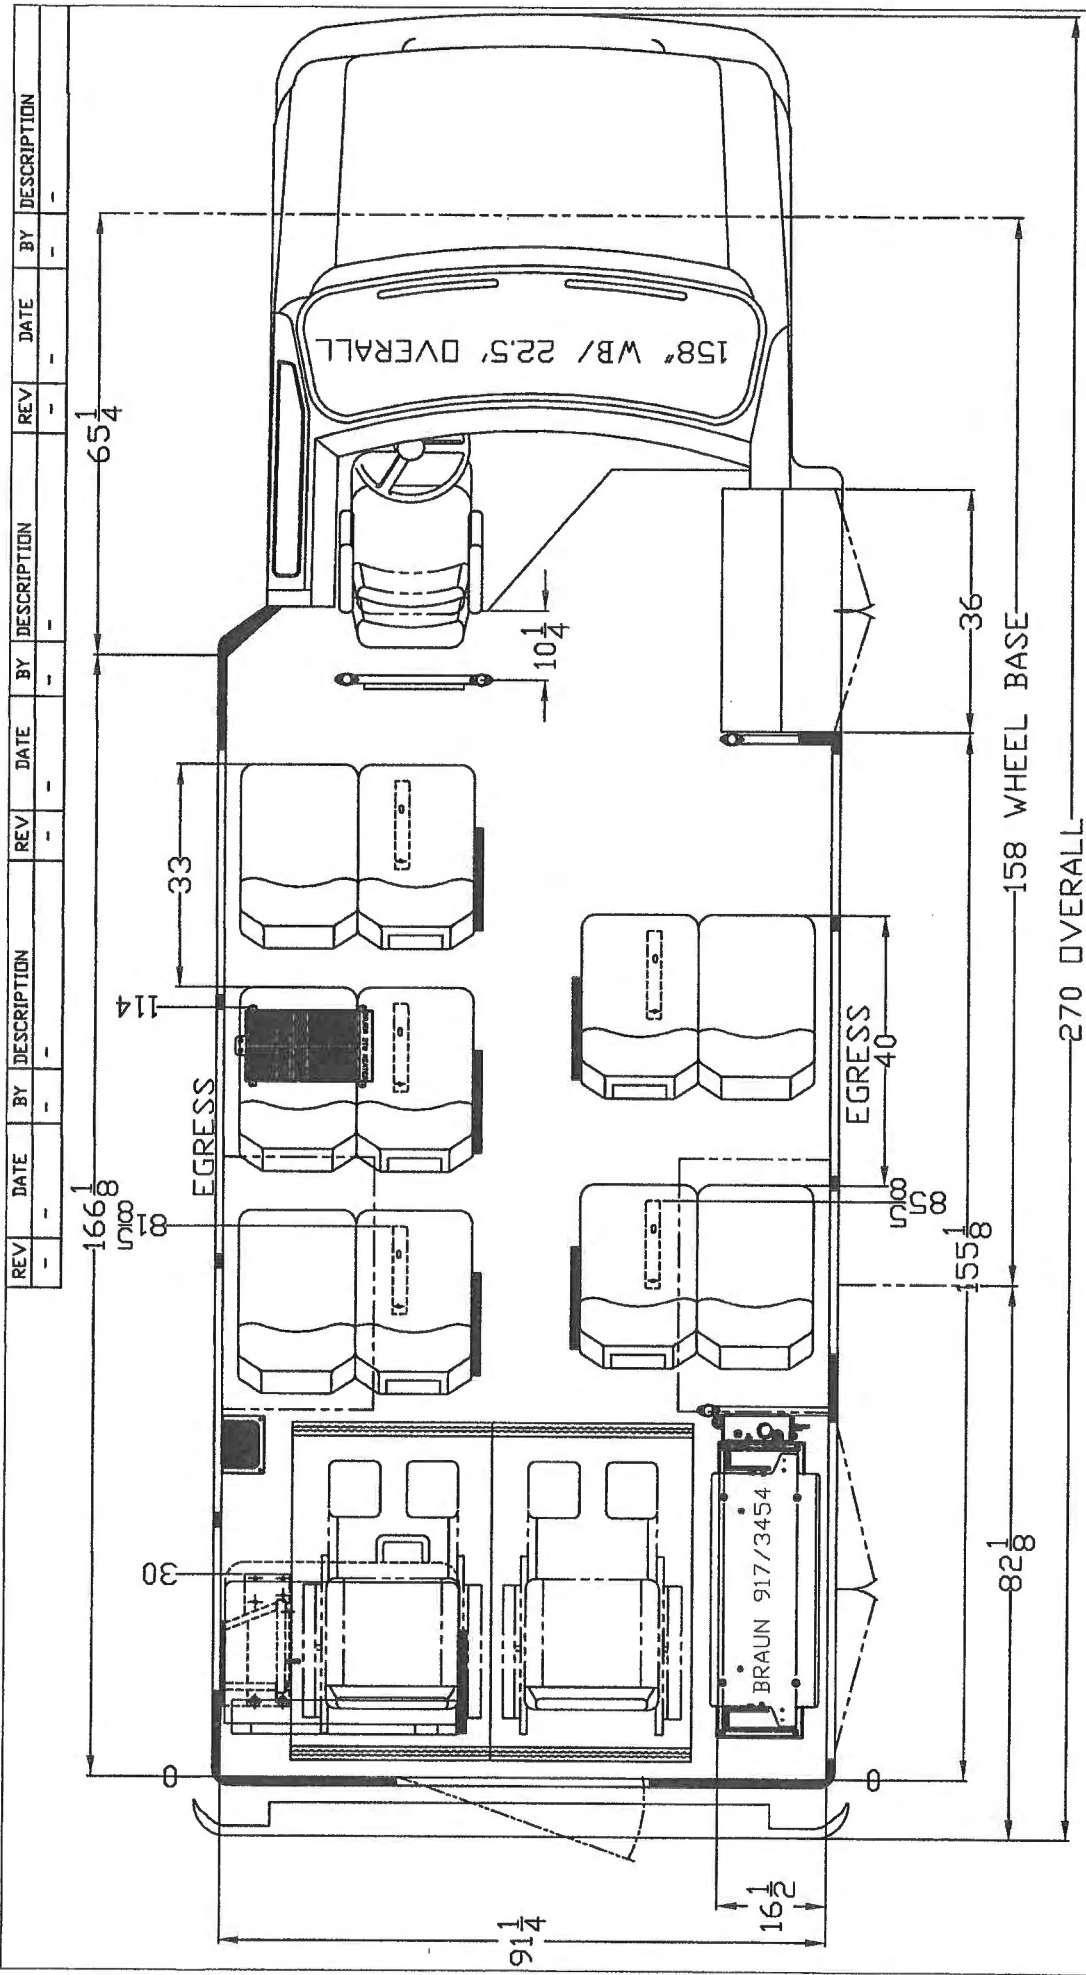 REV DATE BY DESCRIPTION REV DATE BY DESCRIPTION REV DATE BY DESCRIPTION
- - - - - - - - - - - -
166 1/8
65 1/4
EGRESS
114
33
81 5/8
30
0
10 1/4
158" WB/ 22.5' OVERALL
91 1/4
16 1/2
BRAUN 917/3454
0
85 5/8
EGRESS
40
36
155 1/8
82 1/8
158 WHEEL BASE
270 OVERALL